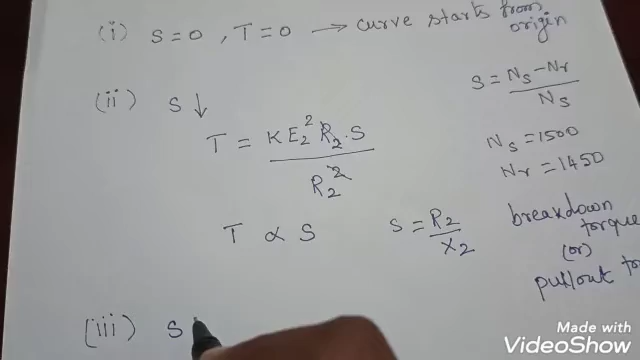 (i) S=0 , T=0 → curve starts from origin
S = Ns-Nr / Ns
(ii) S ↓
T = KE₂² R₂.S / R₂²
Ns = 1500
Nr = 1450
T ∝ S
S = R₂ / X₂
breakdown torque
(or)
pullout to
(iii) S
Made with
VideoShow